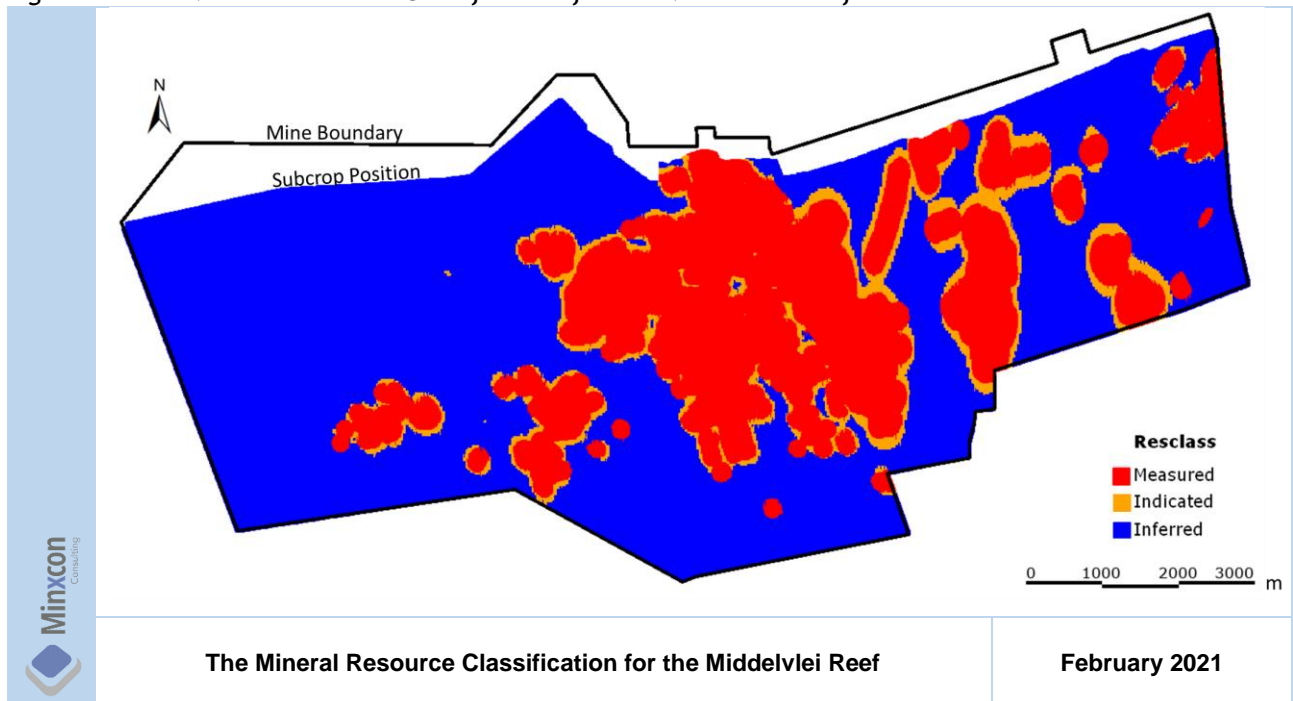 N
Mine Boundary
Subcrop Position
Resclass
Measured
Indicated
Inferred
0 1000 2000 3000 m
Minxcon
Consulting
The Mineral Resource Classification for the Middelvlei Reef
February 2021